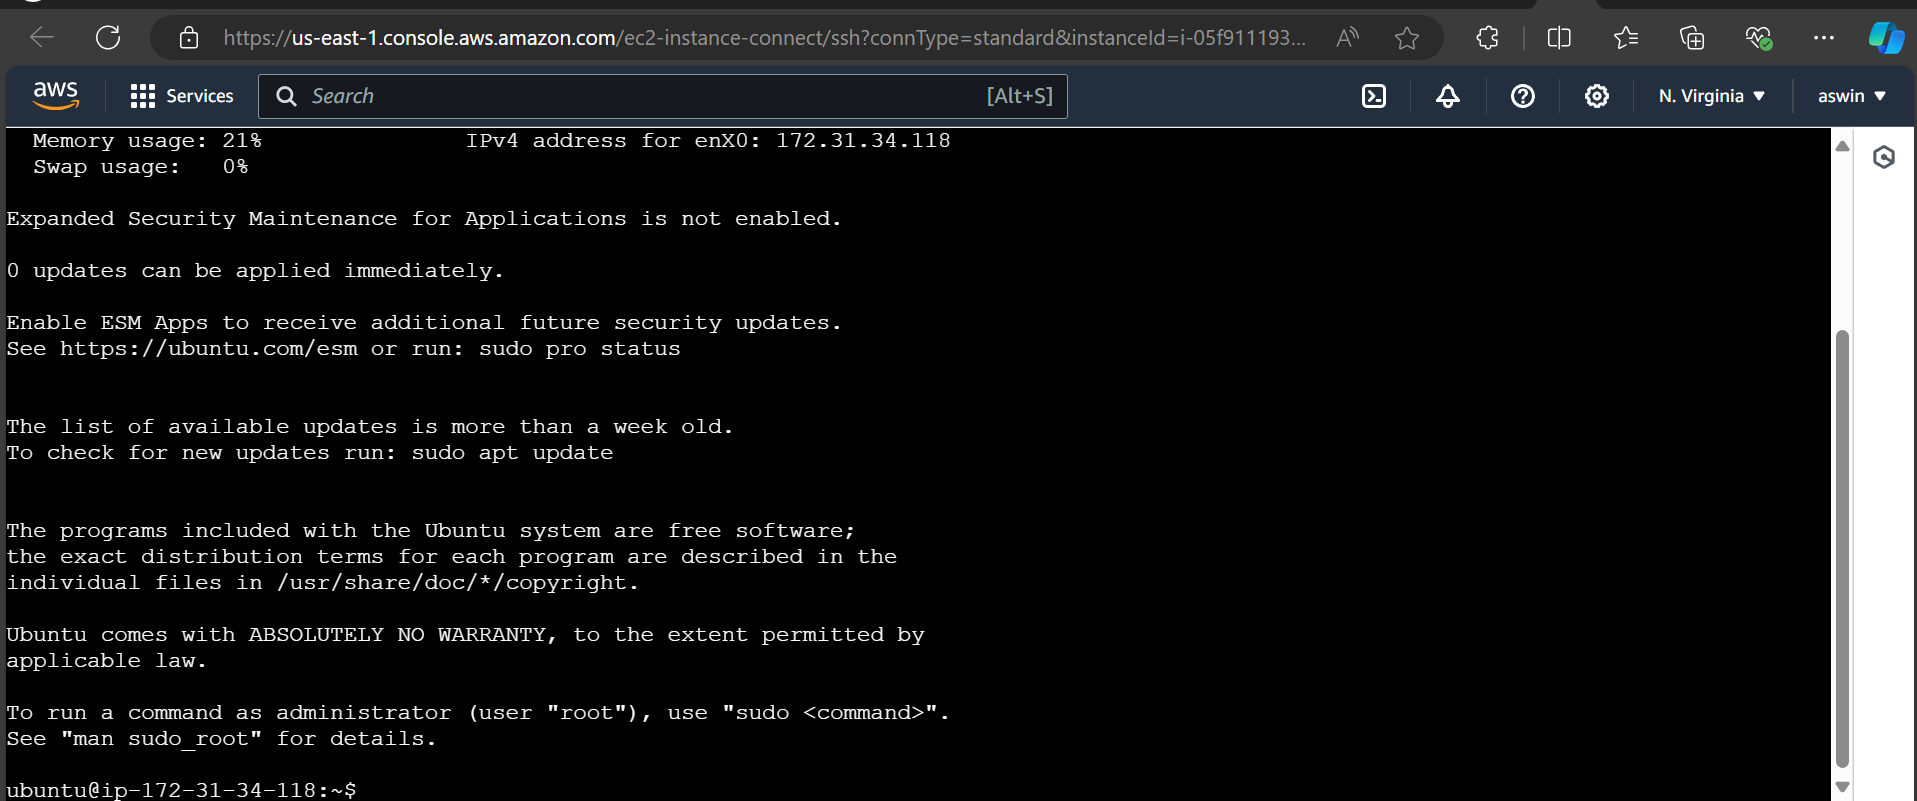 https://us-east-1.console.aws.amazon.com/ec2-instance-connect/ssh?connType=standard&instanceId=i-05f911193...
aws Services Search [Alt+S] N. Virginia aswin
Memory usage: 21% IPv4 address for enX0: 172.31.34.118
Swap usage: 0%
Expanded Security Maintenance for Applications is not enabled.
0 updates can be applied immediately.
Enable ESM Apps to receive additional future security updates.
See https://ubuntu.com/esm or run: sudo pro status
The list of available updates is more than a week old.
To check for new updates run: sudo apt update
The programs included with the Ubuntu system are free software;
the exact distribution terms for each program are described in the
individual files in /usr/share/doc/*/copyright.
Ubuntu comes with ABSOLUTELY NO WARRANTY, to the extent permitted by
applicable law.
To run a command as administrator (user "root"), use "sudo <command>".
See "man sudo_root" for details.
ubuntu@ip-172-31-34-118:~$